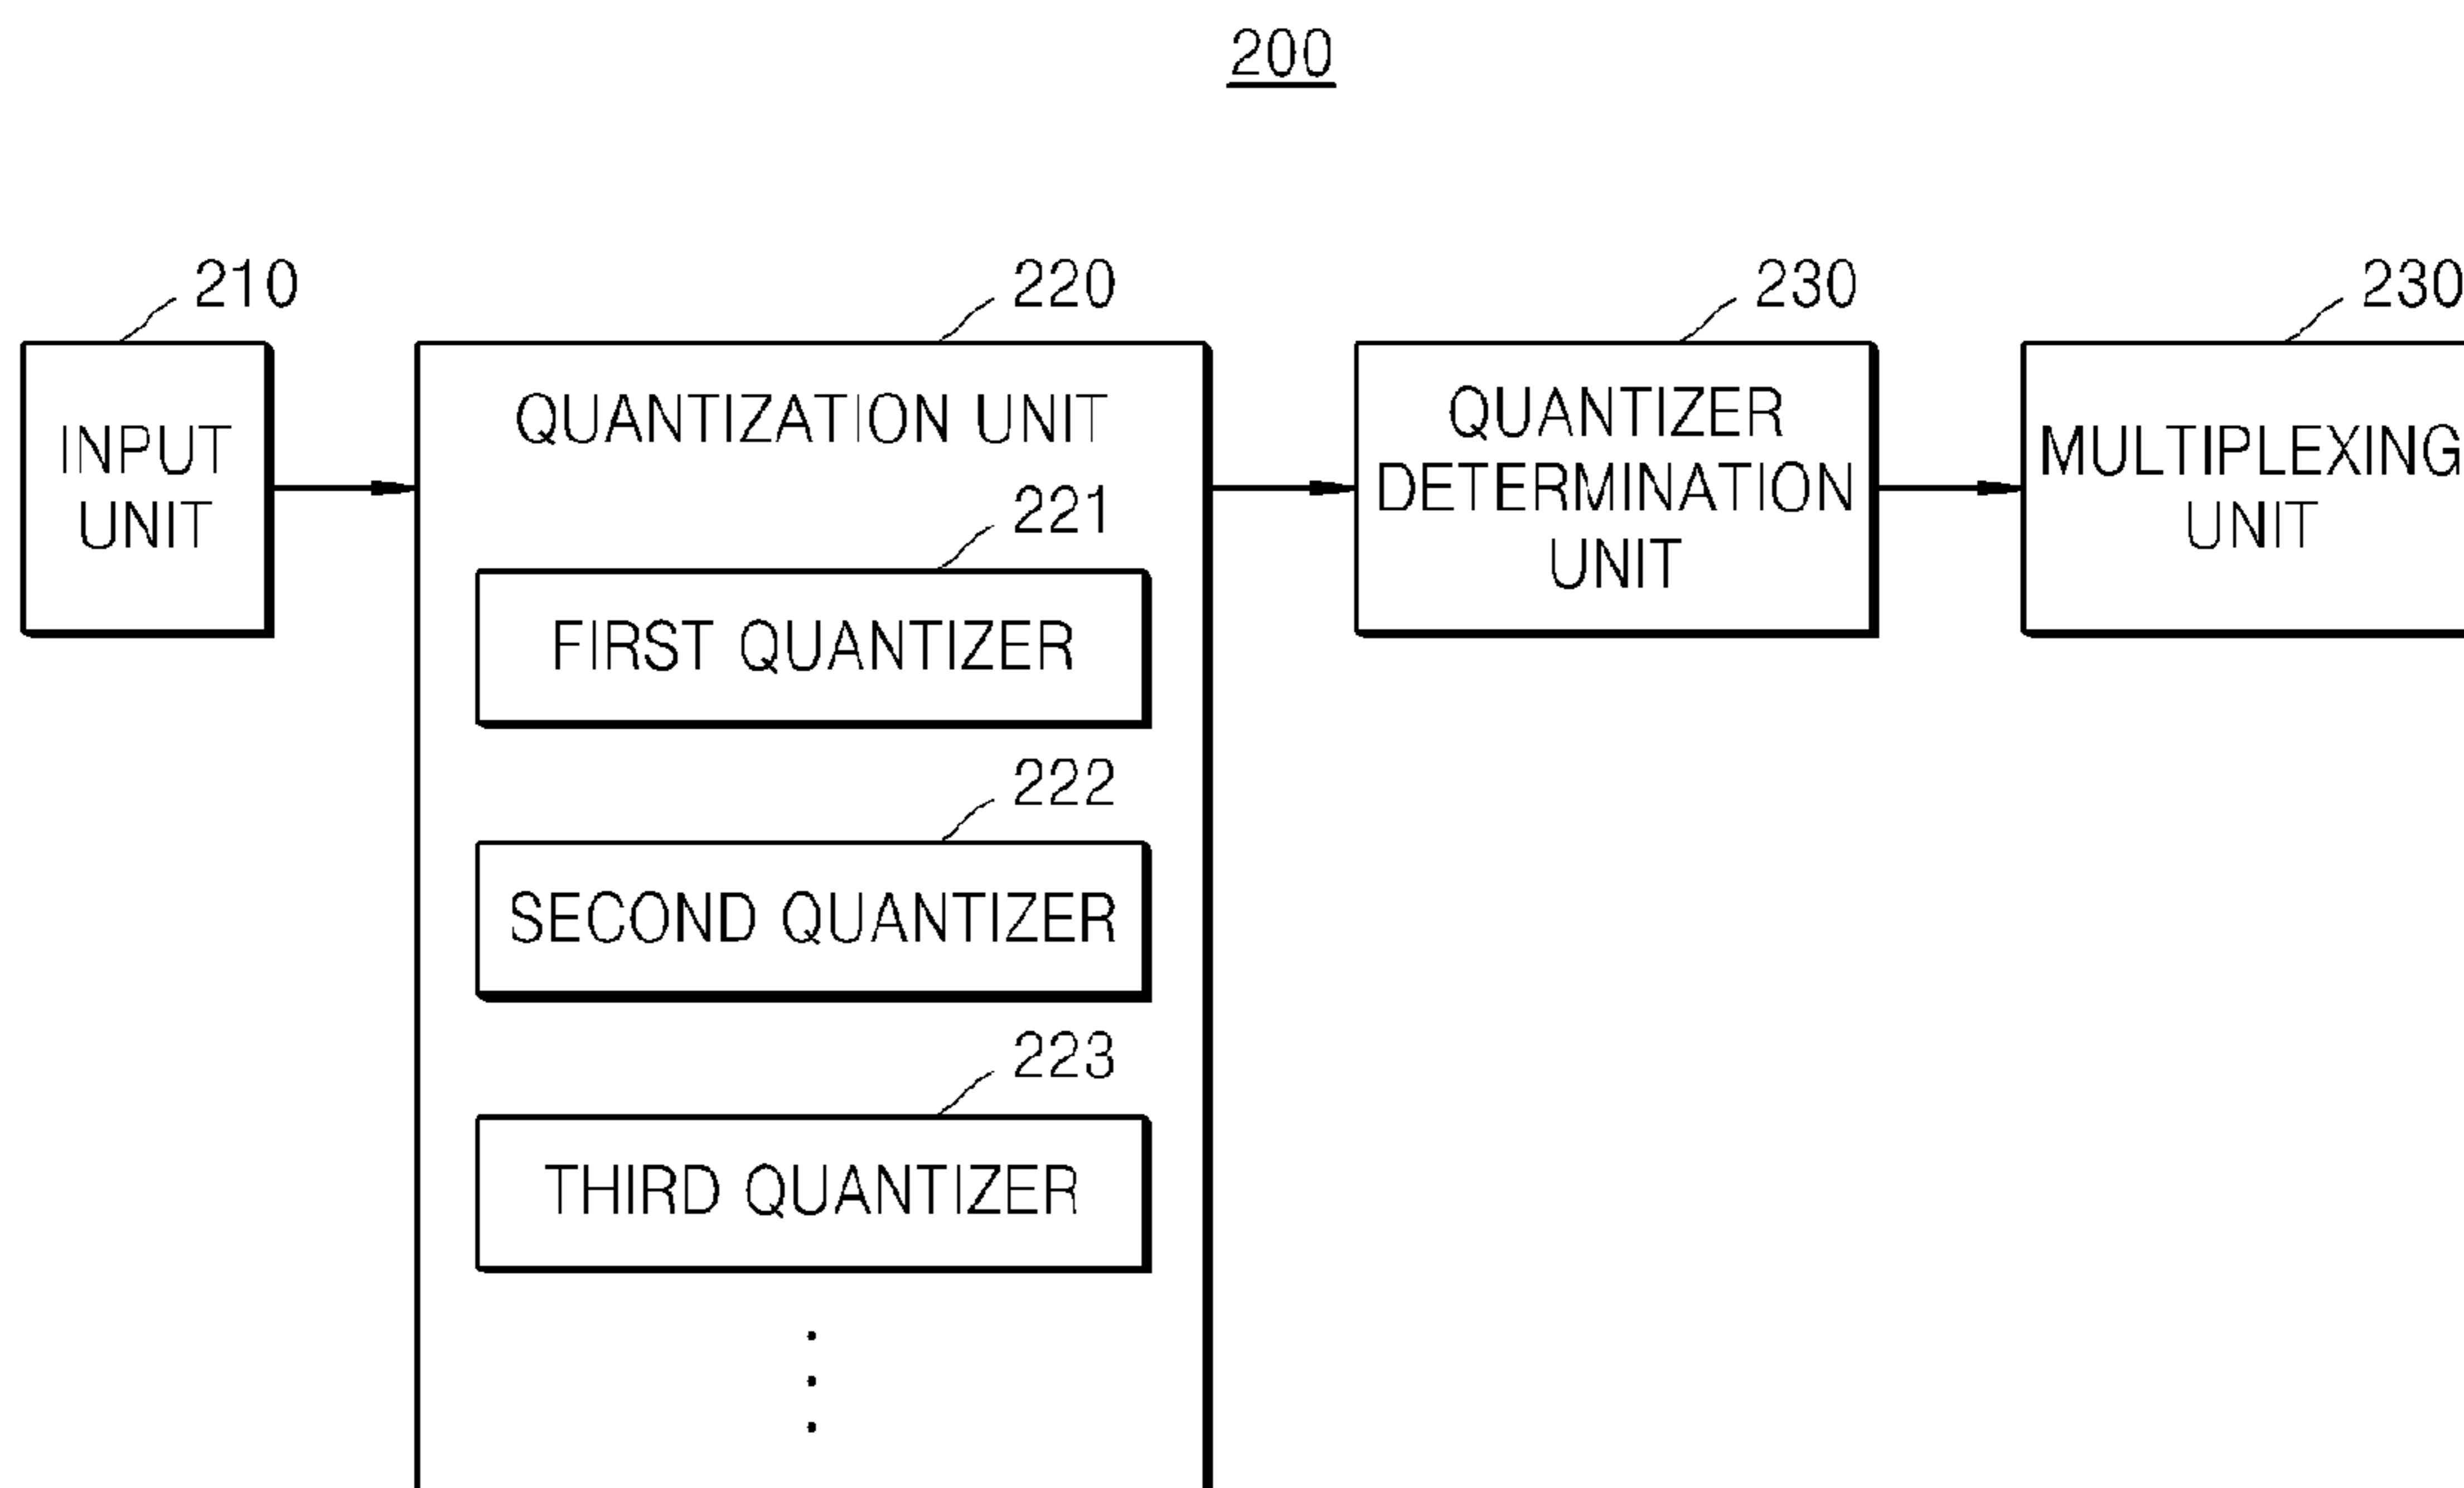 200
210
INPUT
UNIT
220
QUANTIZATION UNIT
221
FIRST QUANTIZER
222
SECOND QUANTIZER
223
THIRD QUANTIZER
230
QUANTIZER
DETERMINATION
UNIT
230
MULTIPLEXING
UNIT